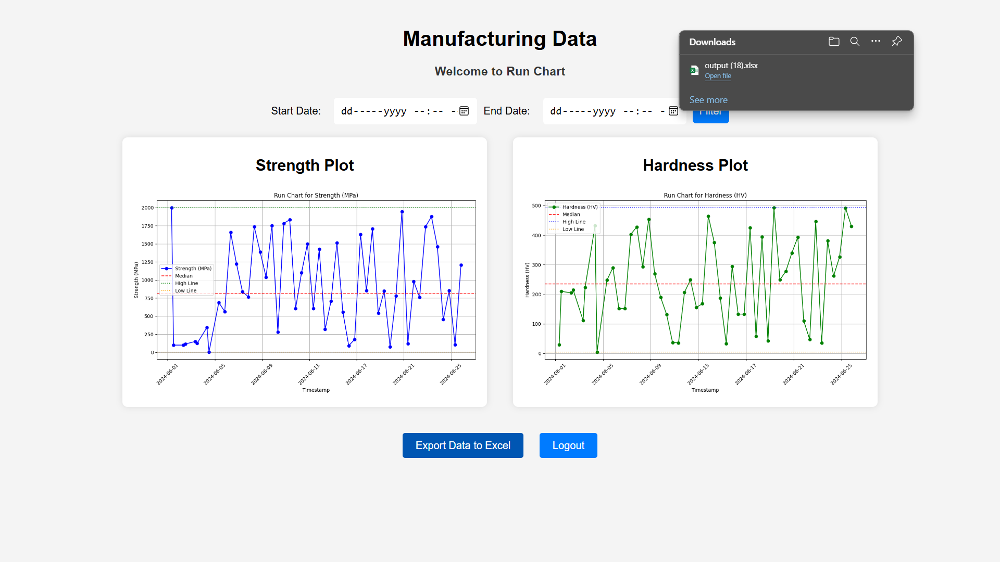 Manufacturing Data
Welcome to Run Chart
Downloads
output (18).xlsx
Open file
See more
Start Date: dd-----yyyy --:-- - End Date: dd-----yyyy --:-- - Filter
Strength Plot
Run Chart for Strength (MPa)
2000
1750
1500
1250
1000
750
500
250
0
Strength (MPa)
Strength (MPa)
Median
High Line
Low Line
2024-06-01
2024-06-05
2024-06-09
2024-06-13
2024-06-17
2024-06-21
2024-06-25
Timestamp
Hardness Plot
Run Chart for Hardness (HV)
500
400
300
200
100
0
Hardness (HV)
Hardness (HV)
Median
High Line
Low Line
2024-06-01
2024-06-05
2024-06-09
2024-06-13
2024-06-17
2024-06-21
2024-06-25
Timestamp
Export Data to Excel
Logout